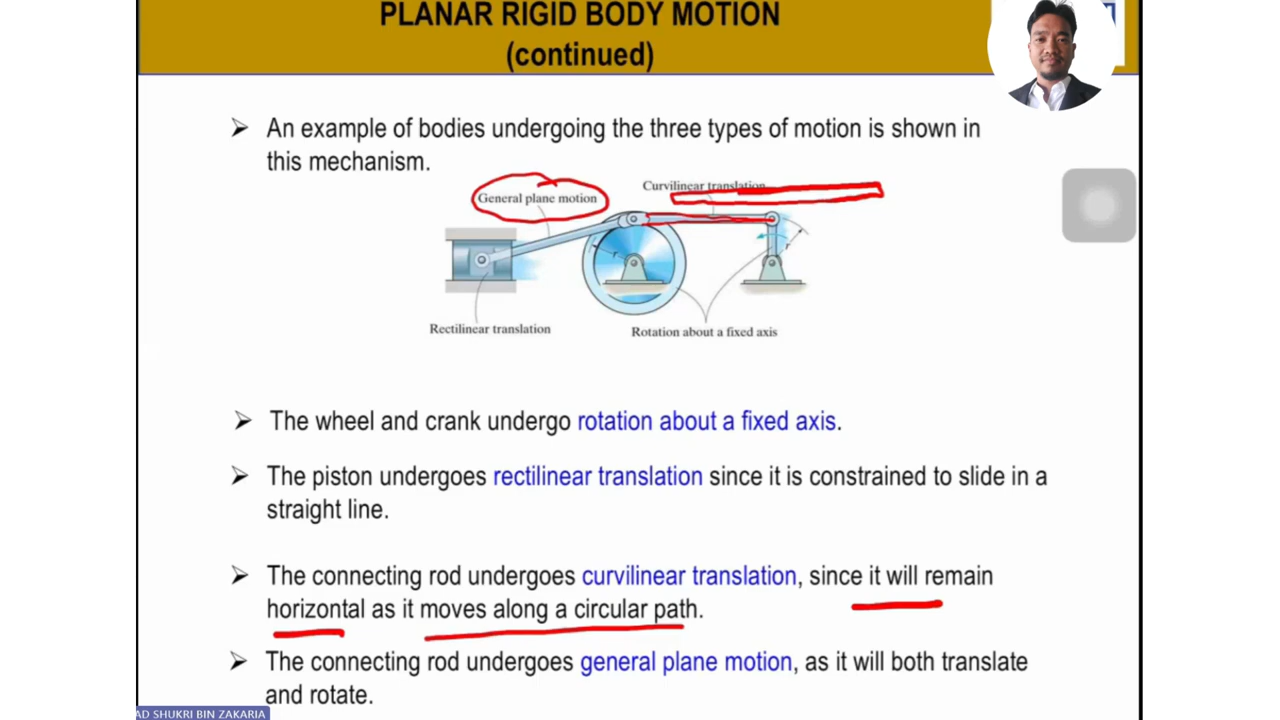 PLANAR RIGID BODY MOTION
(continued)
➢ An example of bodies undergoing the three types of motion is shown in
this mechanism.
Curvilinear translation
General plane motion
r
r
Rectilinear translation
Rotation about a fixed axis
➢ The wheel and crank undergo rotation about a fixed axis.
➢ The piston undergoes rectilinear translation since it is constrained to slide in a
straight line.
➢ The connecting rod undergoes curvilinear translation, since it will remain
horizontal as it moves along a circular path.
➢ The connecting rod undergoes general plane motion, as it will both translate
and rotate.
AD SHUKRI BIN ZAKARIA